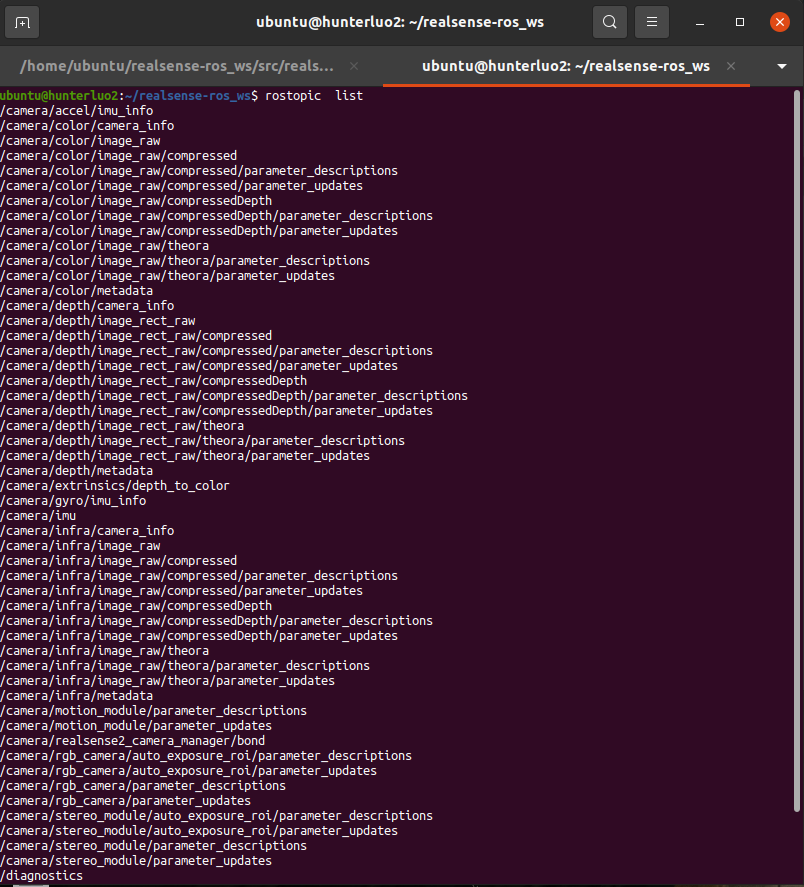 ubuntu@hunterluo2: ~/realsense-ros_ws
/home/ubuntu/realsense-ros_ws/src/reals...
ubuntu@hunterluo2: ~/realsense-ros_ws
ubuntu@hunterluo2:~/realsense-ros_ws$ rostopic  list
/camera/accel/imu_info
/camera/color/camera_info
/camera/color/image_raw
/camera/color/image_raw/compressed
/camera/color/image_raw/compressed/parameter_descriptions
/camera/color/image_raw/compressed/parameter_updates
/camera/color/image_raw/compressedDepth
/camera/color/image_raw/compressedDepth/parameter_descriptions
/camera/color/image_raw/compressedDepth/parameter_updates
/camera/color/image_raw/theora
/camera/color/image_raw/theora/parameter_descriptions
/camera/color/image_raw/theora/parameter_updates
/camera/color/metadata
/camera/depth/camera_info
/camera/depth/image_rect_raw
/camera/depth/image_rect_raw/compressed
/camera/depth/image_rect_raw/compressed/parameter_descriptions
/camera/depth/image_rect_raw/compressed/parameter_updates
/camera/depth/image_rect_raw/compressedDepth
/camera/depth/image_rect_raw/compressedDepth/parameter_descriptions
/camera/depth/image_rect_raw/compressedDepth/parameter_updates
/camera/depth/image_rect_raw/theora
/camera/depth/image_rect_raw/theora/parameter_descriptions
/camera/depth/image_rect_raw/theora/parameter_updates
/camera/depth/metadata
/camera/extrinsics/depth_to_color
/camera/gyro/imu_info
/camera/imu
/camera/infra/camera_info
/camera/infra/image_raw
/camera/infra/image_raw/compressed
/camera/infra/image_raw/compressed/parameter_descriptions
/camera/infra/image_raw/compressed/parameter_updates
/camera/infra/image_raw/compressedDepth
/camera/infra/image_raw/compressedDepth/parameter_descriptions
/camera/infra/image_raw/compressedDepth/parameter_updates
/camera/infra/image_raw/theora
/camera/infra/image_raw/theora/parameter_descriptions
/camera/infra/image_raw/theora/parameter_updates
/camera/infra/metadata
/camera/motion_module/parameter_descriptions
/camera/motion_module/parameter_updates
/camera/realsense2_camera_manager/bond
/camera/rgb_camera/auto_exposure_roi/parameter_descriptions
/camera/rgb_camera/auto_exposure_roi/parameter_updates
/camera/rgb_camera/parameter_descriptions
/camera/rgb_camera/parameter_updates
/camera/stereo_module/auto_exposure_roi/parameter_descriptions
/camera/stereo_module/auto_exposure_roi/parameter_updates
/camera/stereo_module/parameter_descriptions
/camera/stereo_module/parameter_updates
/diagnostics